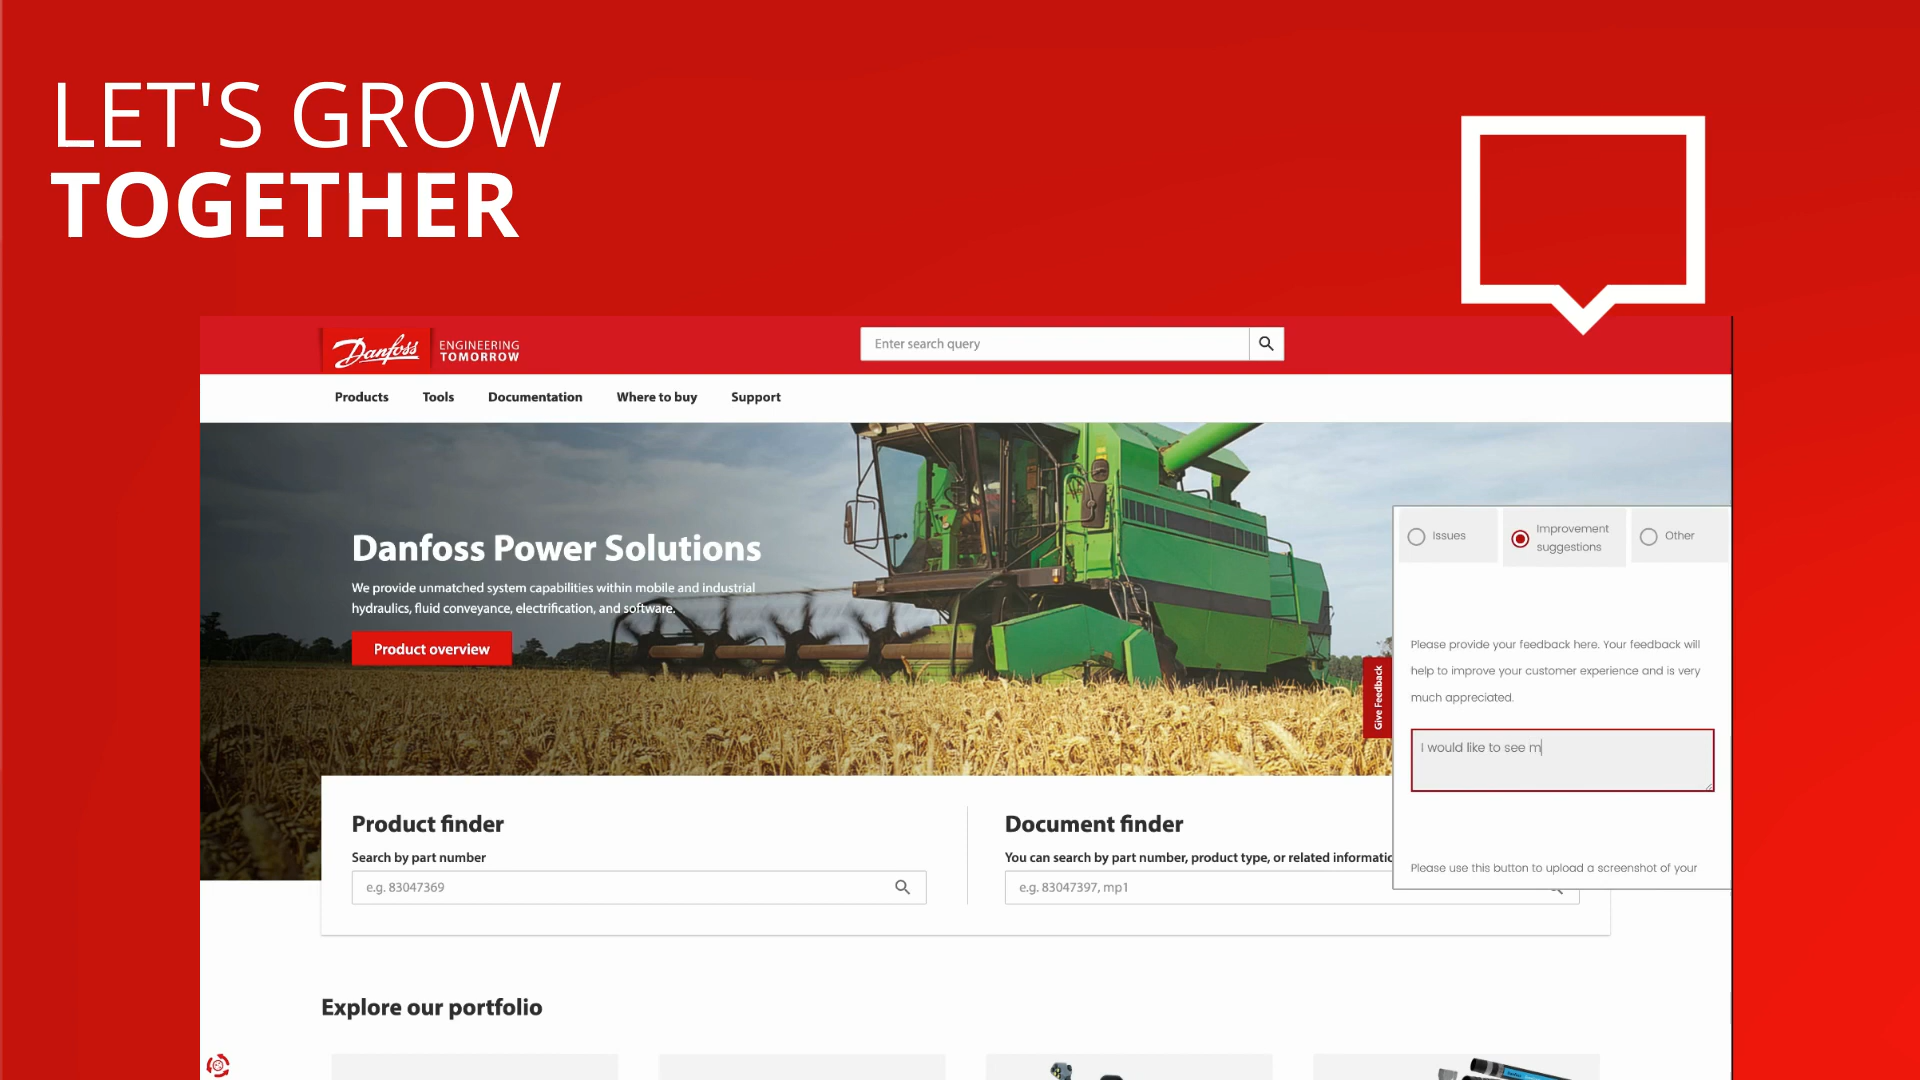 LET'S GROW
TOGETHER
Danfoss
ENGINEERING
TOMORROW
Enter search query
Products Tools Documentation Where to buy Support
Danfoss Power Solutions
We provide unmatched system capabilities within mobile and industrial
hydraulics, fluid conveyance, electrification, and software.
Product overview
Give Feedback
Issues
Improvement
suggestions
Other
Please provide your feedback here. Your feedback will
help to improve your customer experience and is very
much appreciated.
I would like to see m
Please use this button to upload a screenshot of your
Product finder
Search by part number
e.g. 83047369
Document finder
You can search by part number, product type, or related informatio
e.g. 83047397, mp1
Explore our portfolio